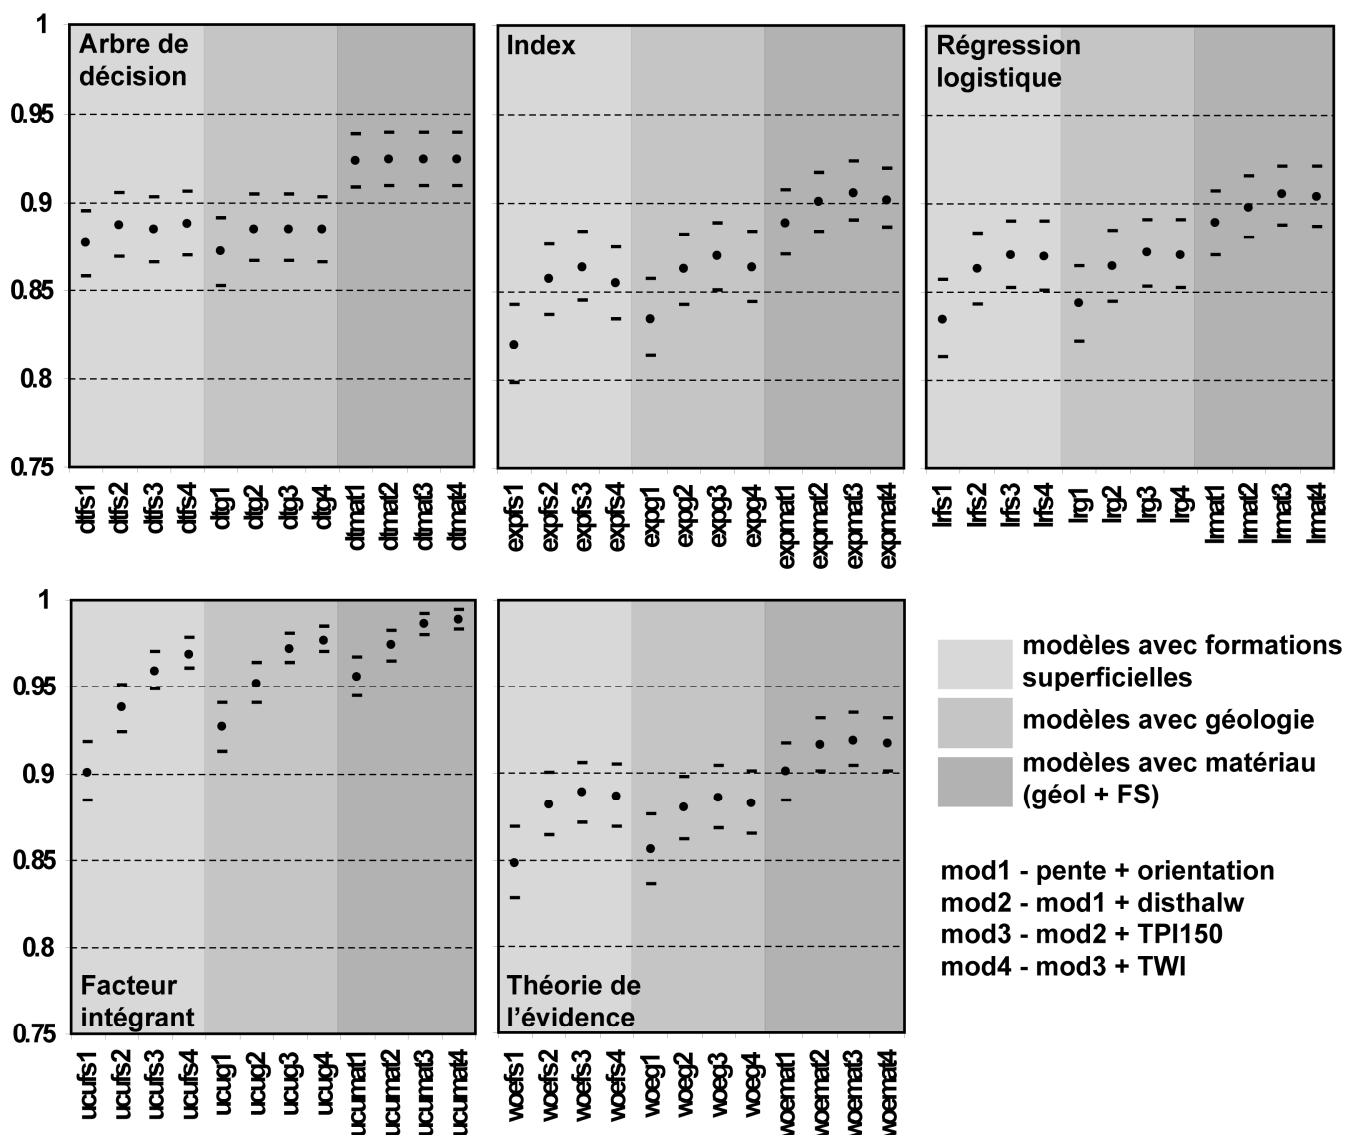 1
0.95
0.9
0.85
0.8
0.75
Arbre de
décision
dtfs1
dtfs2
dtfs3
dtfs4
dtg1
dtg2
dtg3
dtg4
dtmat1
dtmat2
dtmat3
dtmat4
Index
expfs1
expfs2
expfs3
expfs4
expg1
expg2
expg3
expg4
expmat1
expmat2
expmat3
expmat4
Régression
logistique
lrfs1
lrfs2
lrfs3
lrfs4
lrg1
lrg2
lrg3
lrg4
lrmat1
lrmat2
lrmat3
lrmat4
1
0.95
0.9
0.85
0.8
0.75
Facteur
intégrant
ucufs1
ucufs2
ucufs3
ucufs4
ucug1
ucug2
ucug3
ucug4
ucumat1
ucumat2
ucumat3
ucumat4
Théorie de
l’évidence
woefs1
woefs2
woefs3
woefs4
woeg1
woeg2
woeg3
woeg4
woemat1
woemat2
woemat3
woemat4
modèles avec formations
superficielles
modèles avec géologie
modèles avec matériau
(géol + FS)
mod1 - pente + orientation
mod2 - mod1 + disthalw
mod3 - mod2 + TPI150
mod4 - mod3 + TWI